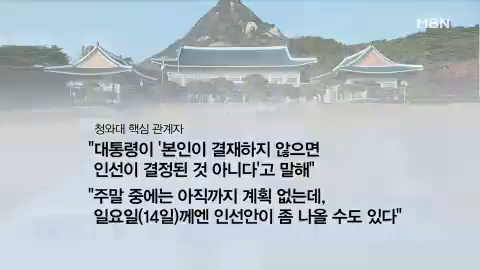 MBN
청와대 핵심 관계자
"대통령이 '본인이 결재하지 않으면
인선이 결정된 것 아니다'고 말해"
"주말 중에는 아직까지 계획 없는데,
일요일(14일)께엔 인선안이 좀 나올 수도 있다"